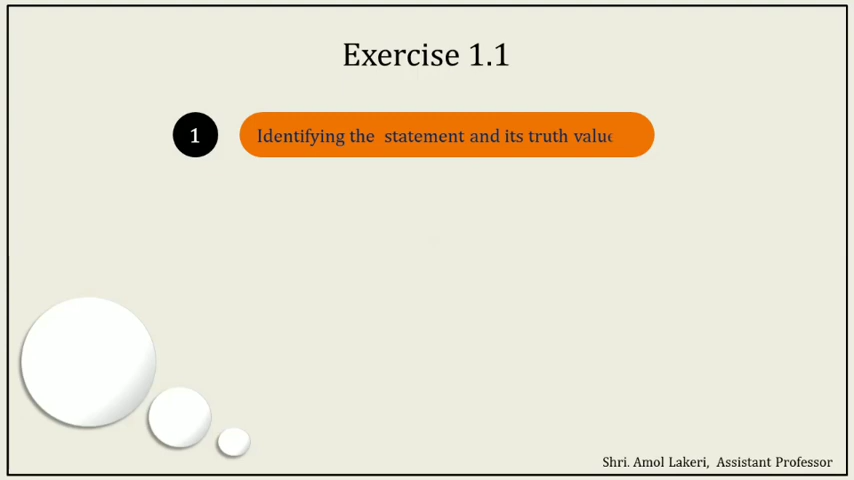 Exercise 1.1
1
Identifying the statement and its truth value
Shri. Amol Lakeri, Assistant Professor